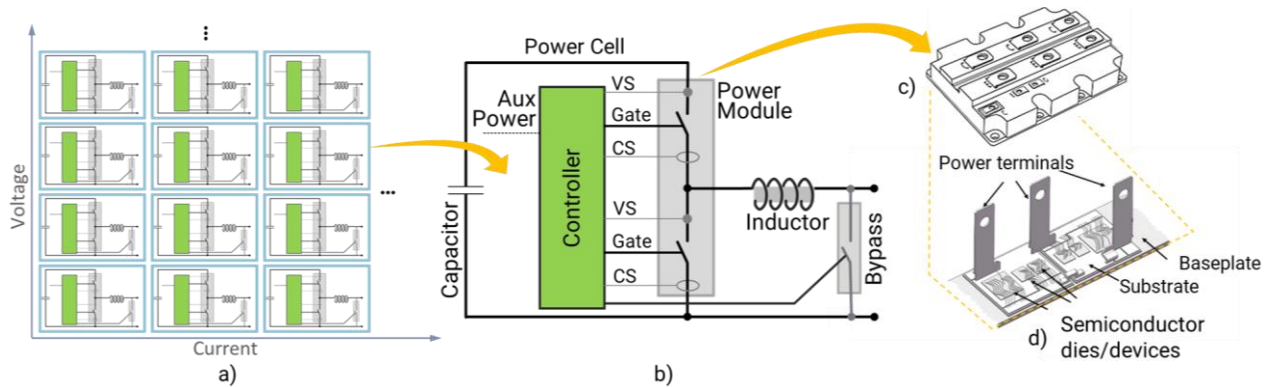 Voltage
Current
a)
Power Cell
Aux
Power
Capacitor
Controller
VS
Gate
CS
VS
Gate
CS
Power
Module
Inductor
Bypass
b)
c)
Power terminals
Baseplate
Substrate
Semiconductor
dies/devices
d)